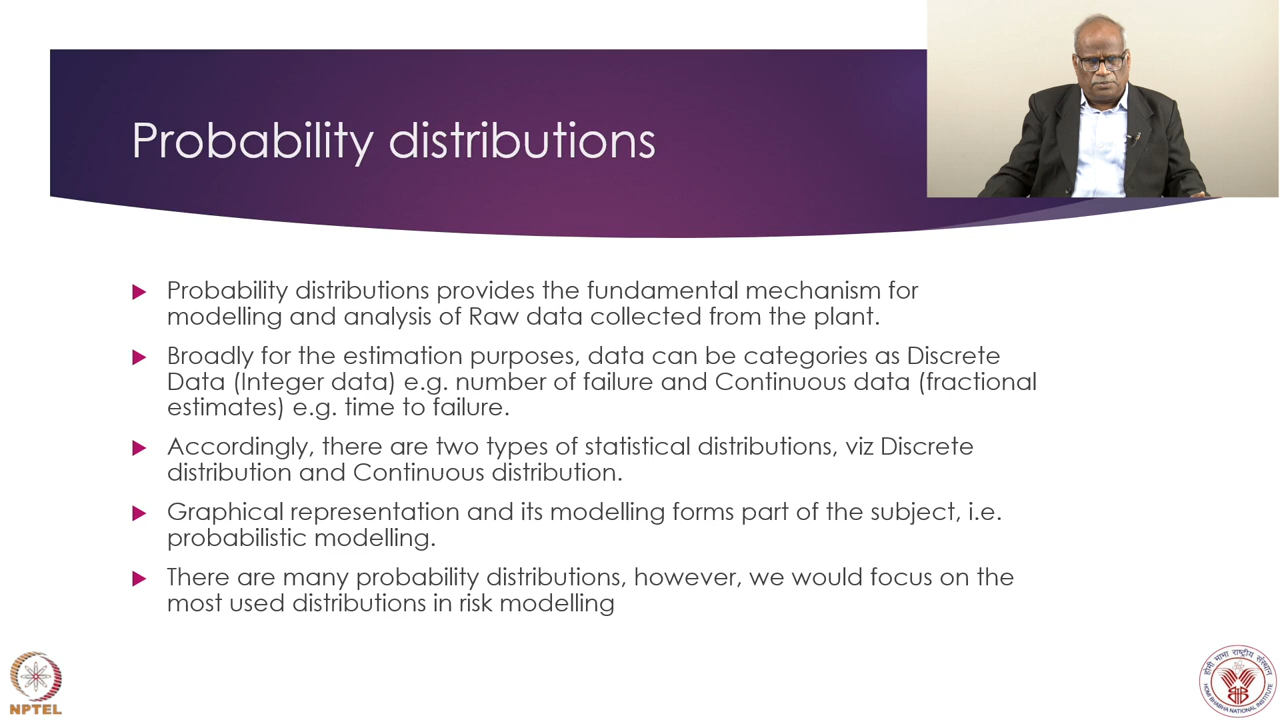 Probability distributions
Probability distributions provides the fundamental mechanism for
modelling and analysis of Raw data collected from the plant.
Broadly for the estimation purposes, data can be categories as Discrete
Data (Integer data) e.g. number of failure and Continuous data (fractional
estimates) e.g. time to failure.
Accordingly, there are two types of statistical distributions, viz Discrete
distribution and Continuous distribution.
Graphical representation and its modelling forms part of the subject, i.e.
probabilistic modelling.
There are many probability distributions, however, we would focus on the
most used distributions in risk modelling
NPTEL
होमी भाभा राष्ट्रीय संस्थान
HOMI BHABHA NATIONAL INSTITUTE